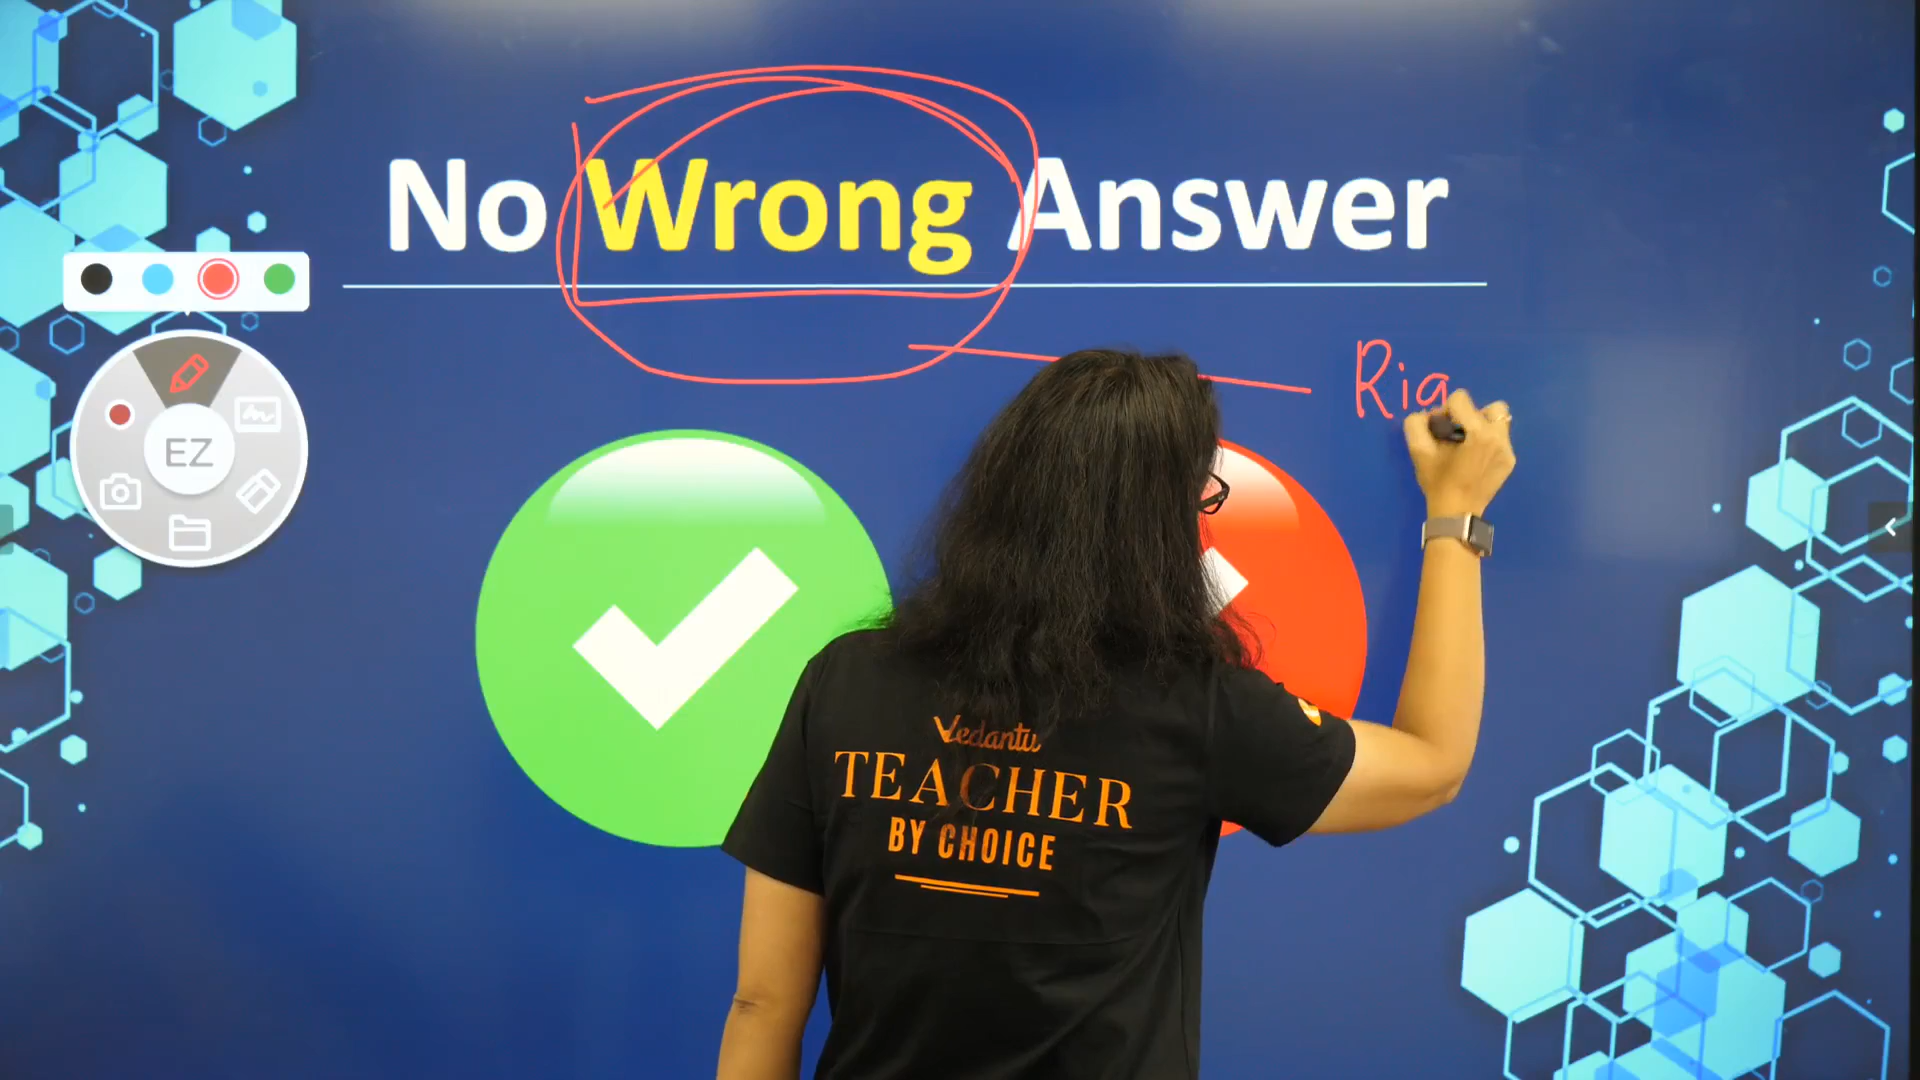 No Wrong Answer
Rig
EZ
Vedantu
TEACHER
BY CHOICE